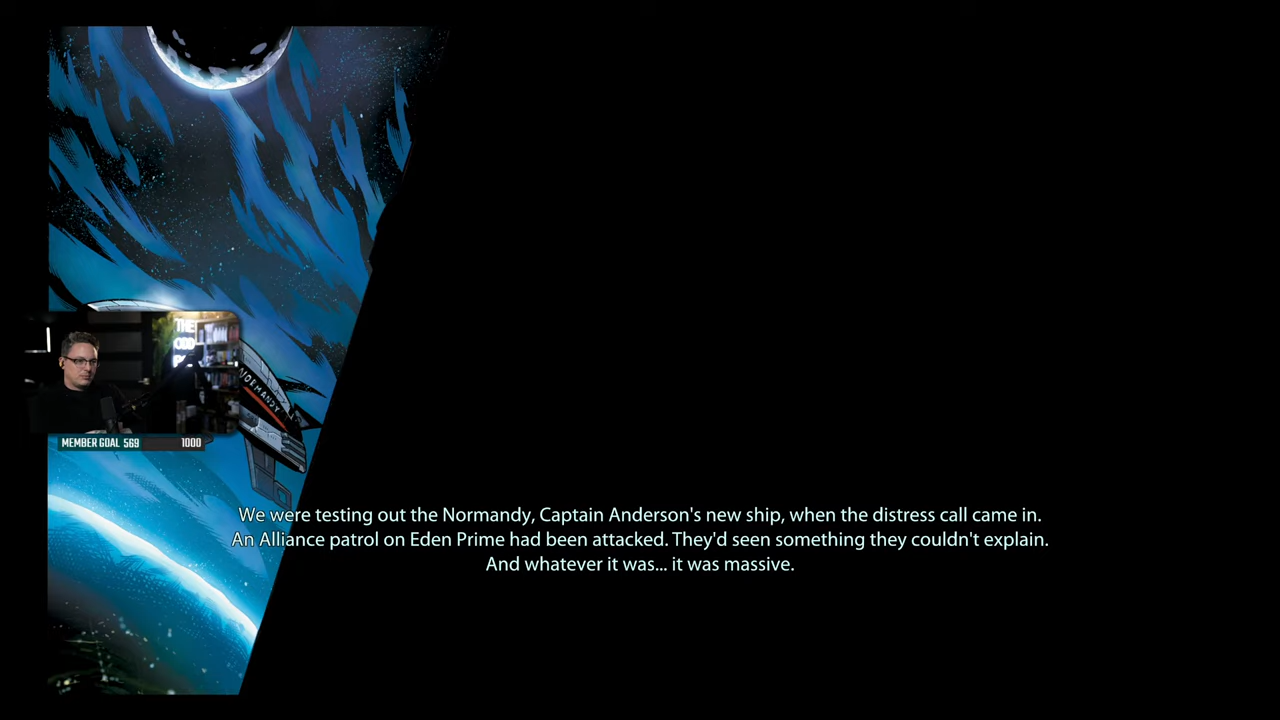 THE
ODD
NORMANDY
MEMBER GOAL 569 1000
We were testing out the Normandy, Captain Anderson's new ship, when the distress call came in.
An Alliance patrol on Eden Prime had been attacked. They'd seen something they couldn't explain.
And whatever it was... it was massive.